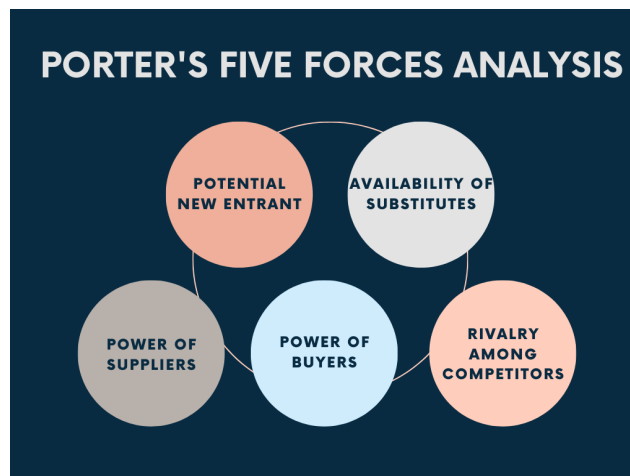 PORTER'S FIVE FORCES ANALYSIS
POTENTIAL
NEW ENTRANT
AVAILABILITY OF
SUBSTITUTES
POWER OF
SUPPLIERS
POWER OF
BUYERS
RIVALRY
AMONG
COMPETITORS